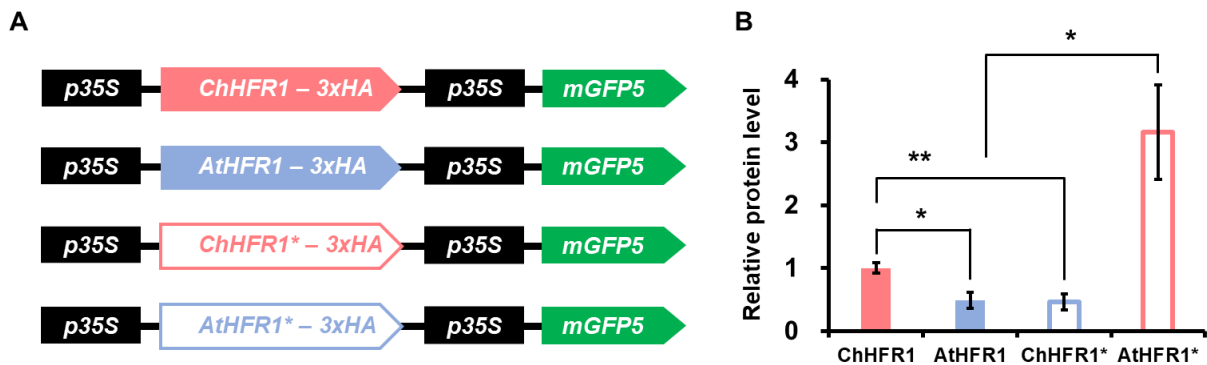 A
p35S ChHFR1 – 3xHA p35S mGFP5
p35S AtHFR1 – 3xHA p35S mGFP5
p35S ChHFR1* – 3xHA p35S mGFP5
p35S AtHFR1* – 3xHA p35S mGFP5
B
Relative protein level
4
3
2
1
0
*
**
*
ChHFR1 AtHFR1 ChHFR1* AtHFR1*